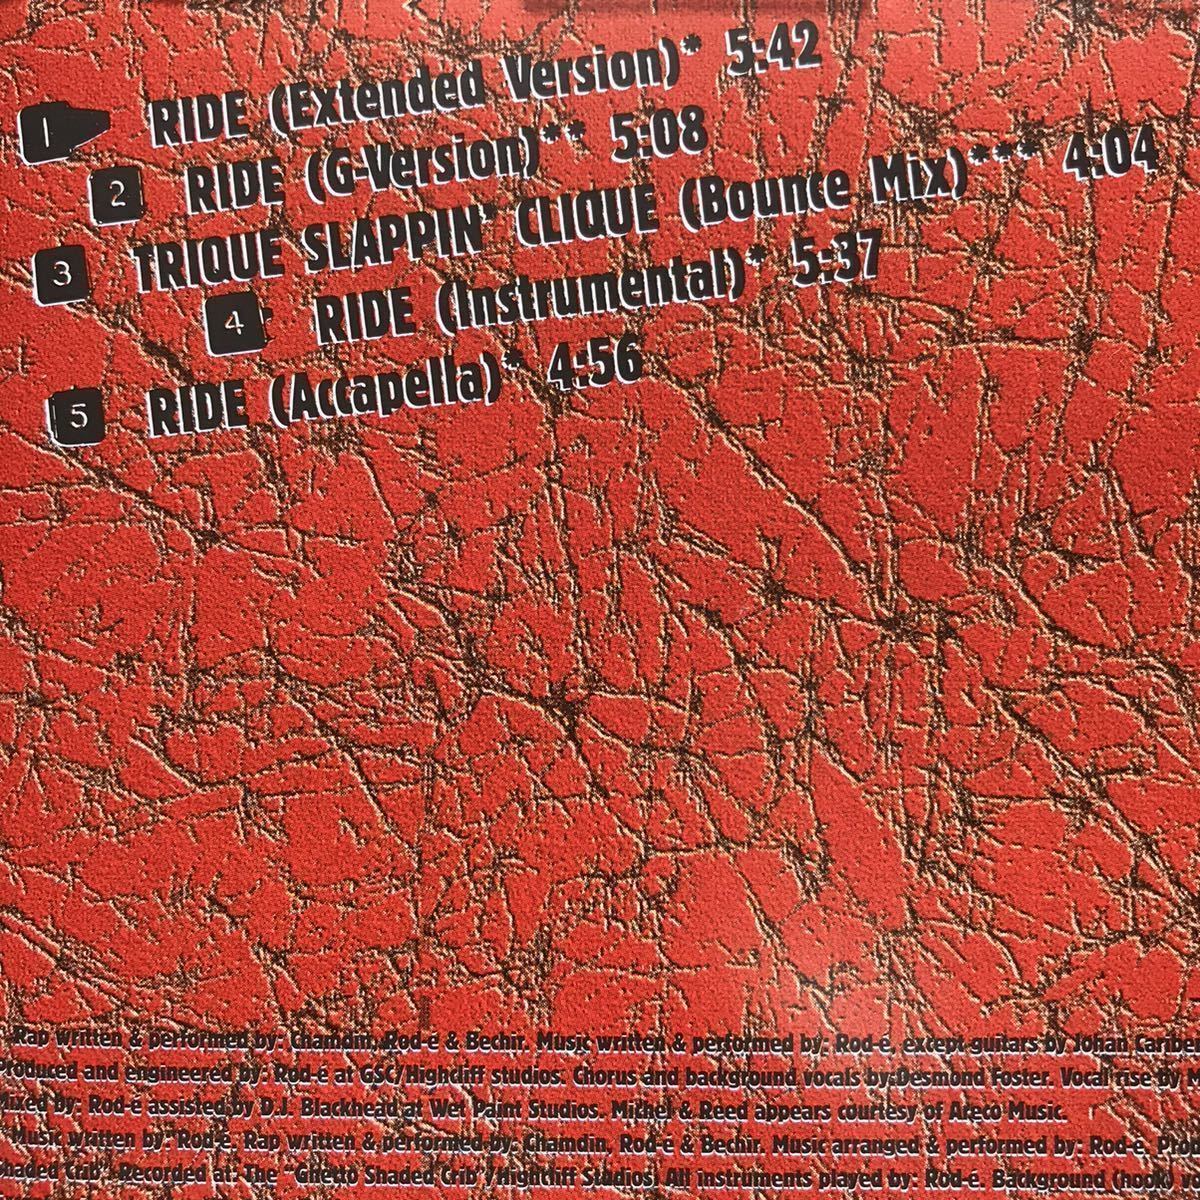 1 RIDE (Extended Version)* 5:42
2 RIDE (G-Version)** 5:08
3 TRIQUE SLAPPIN' CLIQUE (Bounce Mix)*** 4:04
4 RIDE (Instrumental)* 5:37
5 RIDE (Accapella)* 4:56
Rap written & performed by: Chamdin, Rod-é & Bechir. Music written & performed by: Rod-é, except guitars by Johan
and engineered by: Rod-é at GSC/Highcliff studios. Chorus and background vocals by Desmond Foster. Vocal rise by
Mixed by: Rod-é assisted by D.J. Blackhead at Wet Paint Studios. Michel & Reed appears courtesy of Areco Music.
Music written by: Rod-é. Rap written & performed by: Chamdin, Rod-é & Bechir. Music arranged & performed by: Rod-é.
Shaded Crib". Recorded at: The "Ghetto Shaded Crib"/Highcliff Studios) All instruments played by: Rod-é. Background (hook)